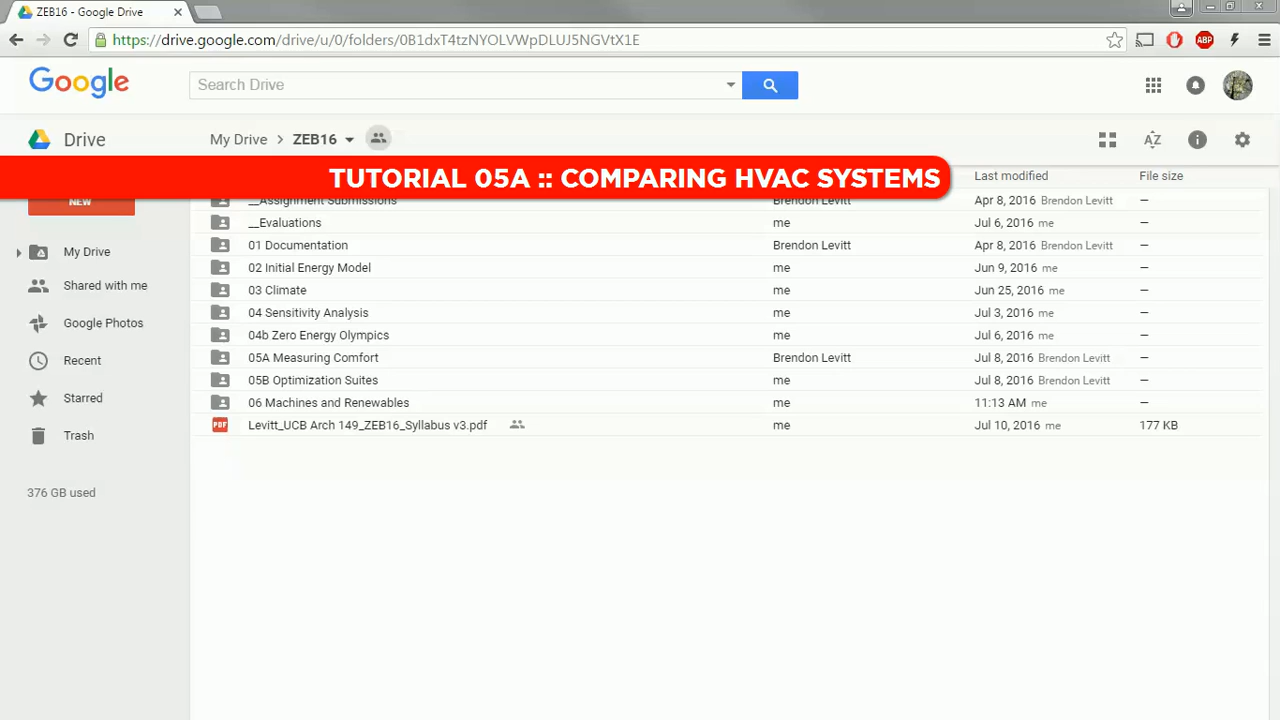 ZEB16 - Google Drive
https://drive.google.com/drive/u/0/folders/0B1dxT4tzNYOLVWpDLUJ5NGVtX1E
ABP
Google
Search Drive
Drive
My Drive > ZEB16
TUTORIAL 05A :: COMPARING HVAC SYSTEMS
Last modified File size
NEW
__Assignment Submissions Brendon Levitt Apr 8, 2016 Brendon Levitt —
__Evaluations me Jul 6, 2016 me —
01 Documentation Brendon Levitt Apr 8, 2016 Brendon Levitt —
02 Initial Energy Model me Jun 9, 2016 me —
03 Climate me Jun 25, 2016 me —
04 Sensitivity Analysis me Jul 3, 2016 me —
04b Zero Energy Olympics me Jul 6, 2016 me —
05A Measuring Comfort Brendon Levitt Jul 8, 2016 Brendon Levitt —
05B Optimization Suites me Jul 8, 2016 Brendon Levitt —
06 Machines and Renewables me 11:13 AM me —
PDF Levitt_UCB Arch 149_ZEB16_Syllabus v3.pdf me Jul 10, 2016 me 177 KB
My Drive
Shared with me
Google Photos
Recent
Starred
Trash
376 GB used